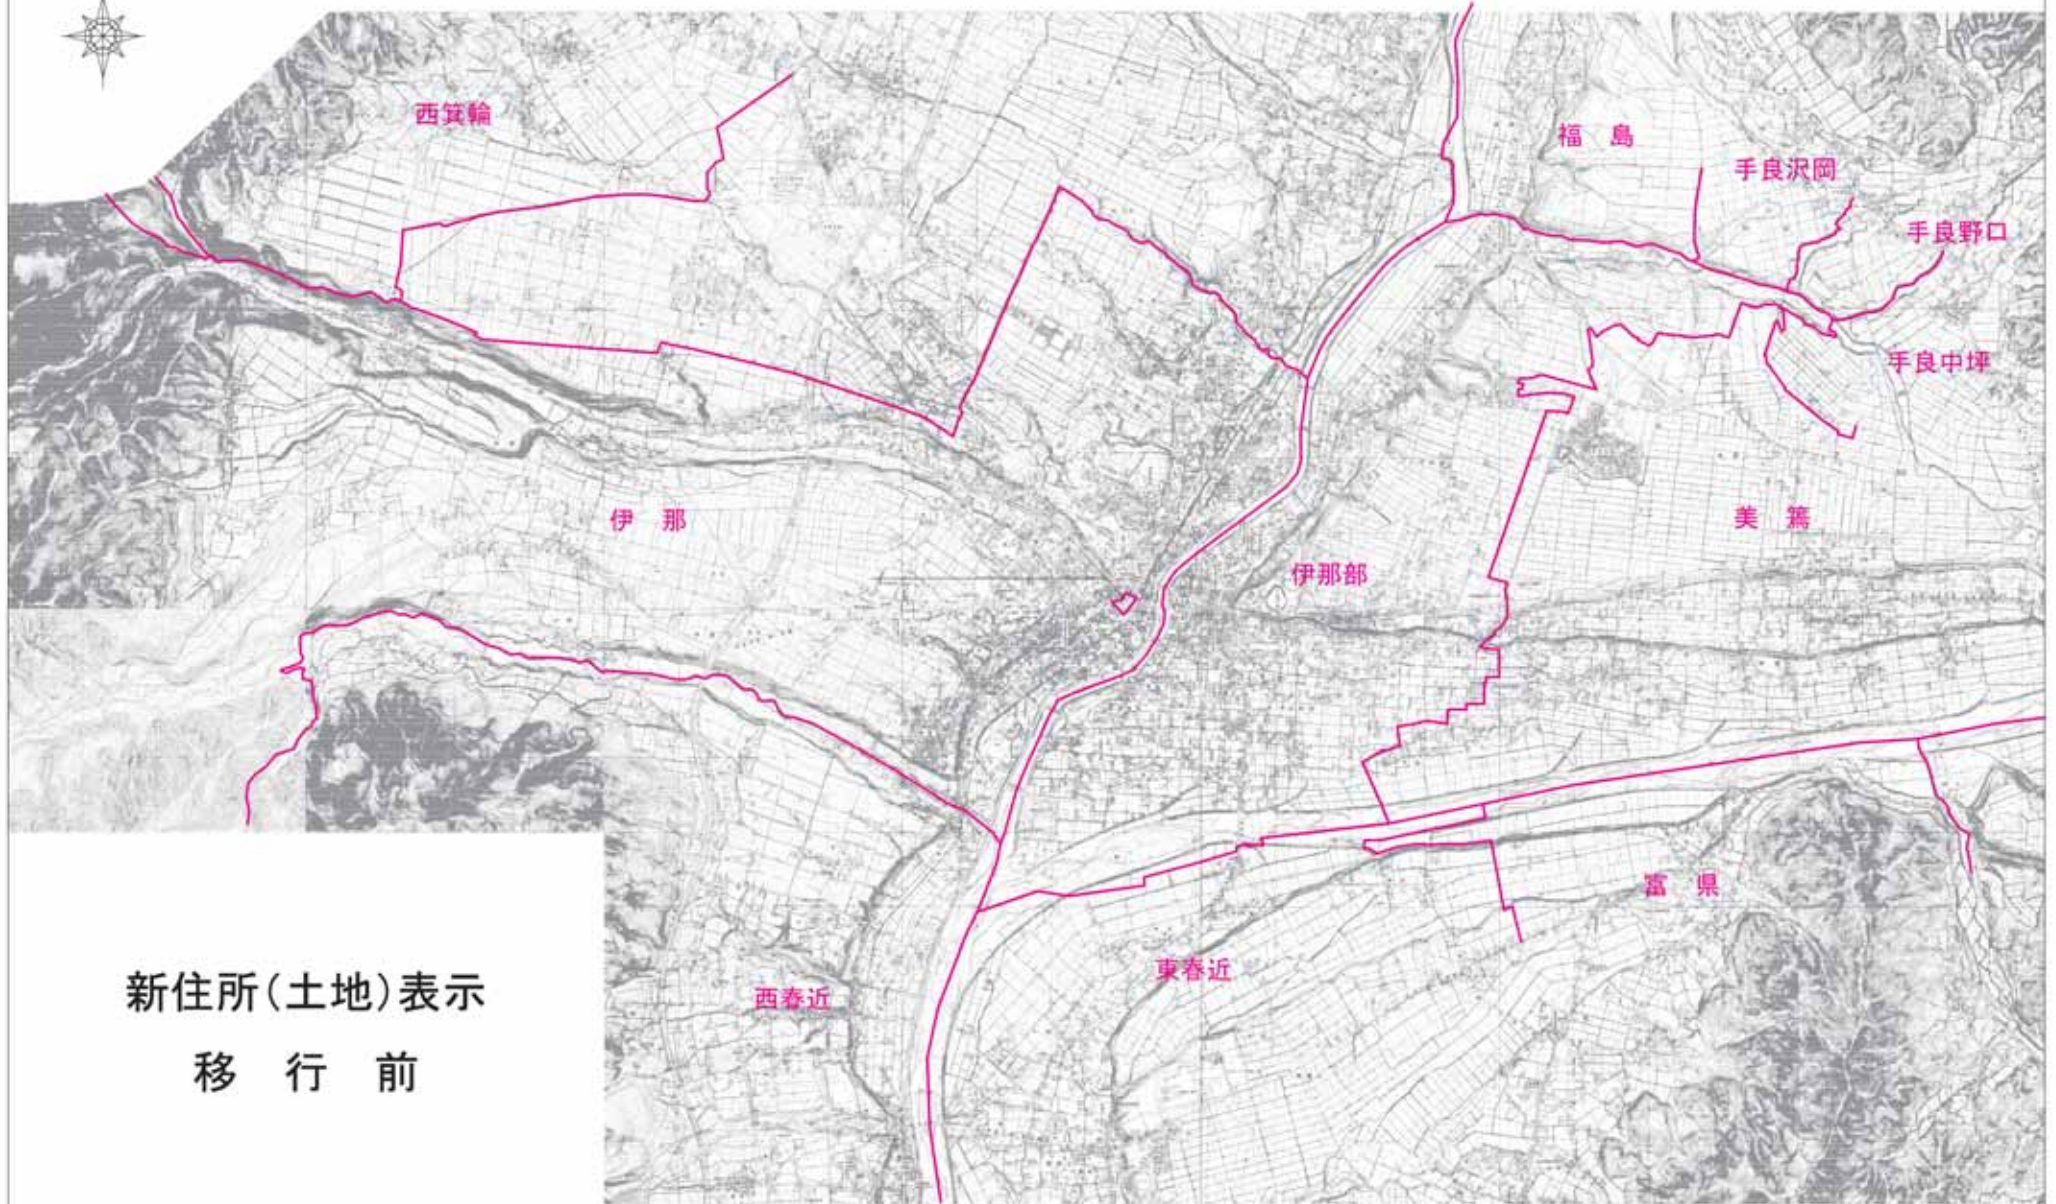 西箕輪
福 島
手良沢岡
手良野口
手良中坪
伊 那
美 篶
伊那部
富 県
東春近
西春近
新住所(土地)表示
移 行 前